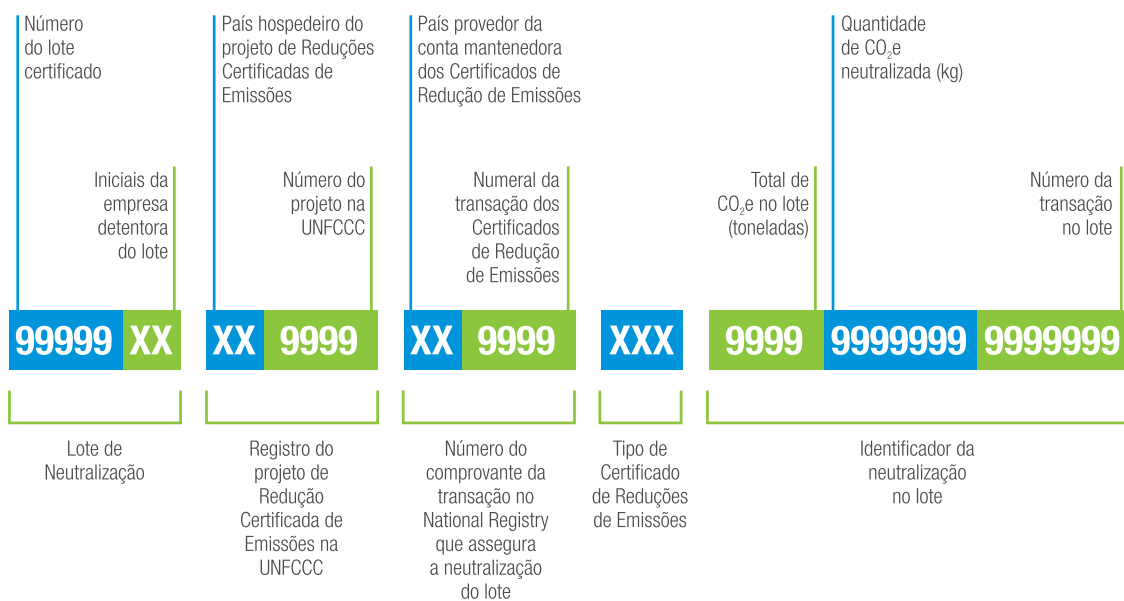 Número
do lote
certificado
País hospedeiro do
projeto de Reduções
Certificadas de
Emissões
País provedor da
conta mantenedora
dos Certificados de
Redução de Emissões
Quantidade
de CO₂e
neutralizada (kg)
Iniciais da
empresa
detentora
do lote
Número do
projeto na
UNFCCC
Numeral da
transação dos
Certificados
de Redução
de Emissões
Total de
CO₂e no lote
(toneladas)
Número da
transação
no lote
99999 XX XX 9999 XX 9999 XXX 9999 9999999 9999999
Lote de
Neutralização
Registro do
projeto de
Redução
Certificada de
Emissões na
UNFCCC
Número do
comprovante da
transação no
National Registry
que assegura
a neutralização
do lote
Tipo de
Certificado
de Reduções
de Emissões
Identificador da
neutralização
no lote